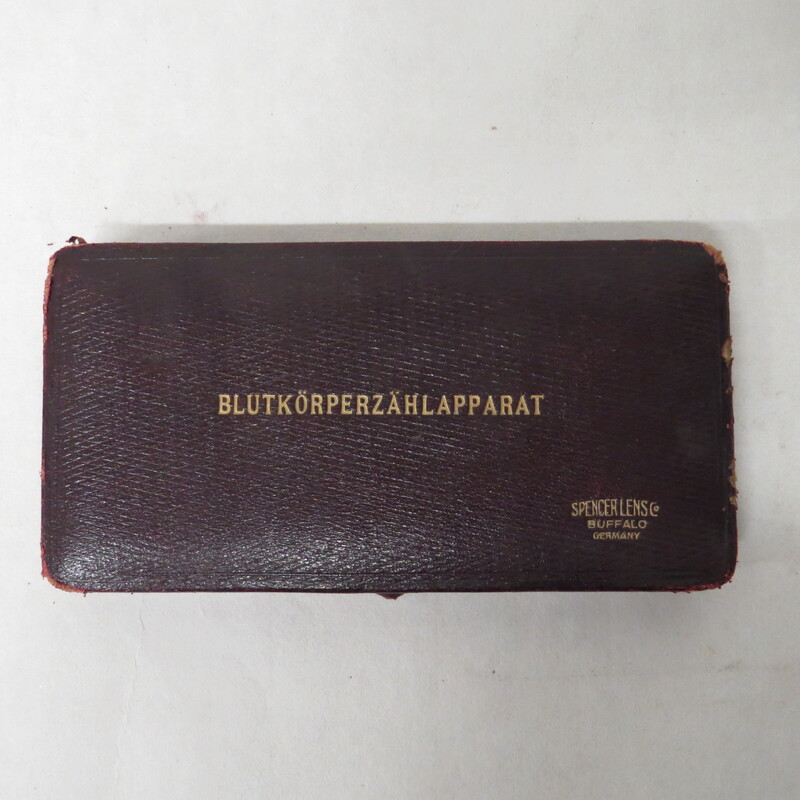 BLUTKÖRPERZÄHLAPPARAT
SPENCER LENS Co
BUFFALO
GERMANY